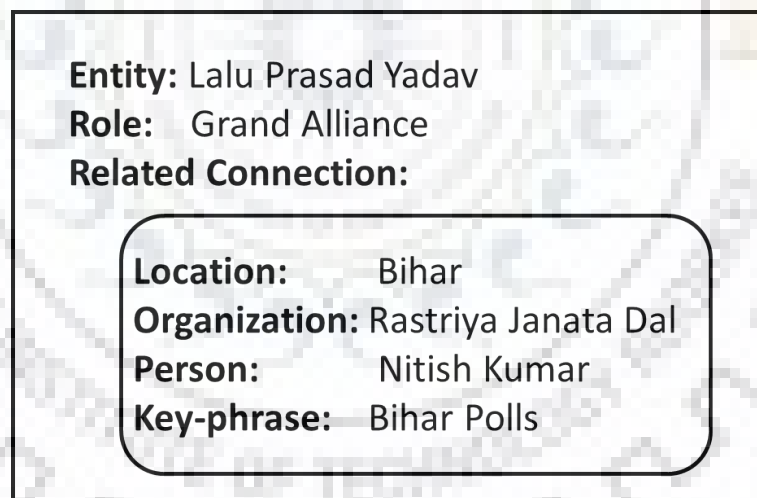 Entity: Lalu Prasad Yadav
Role: Grand Alliance
Related Connection:
Location: Bihar
Organization: Rastriya Janata Dal
Person: Nitish Kumar
Key-phrase: Bihar Polls